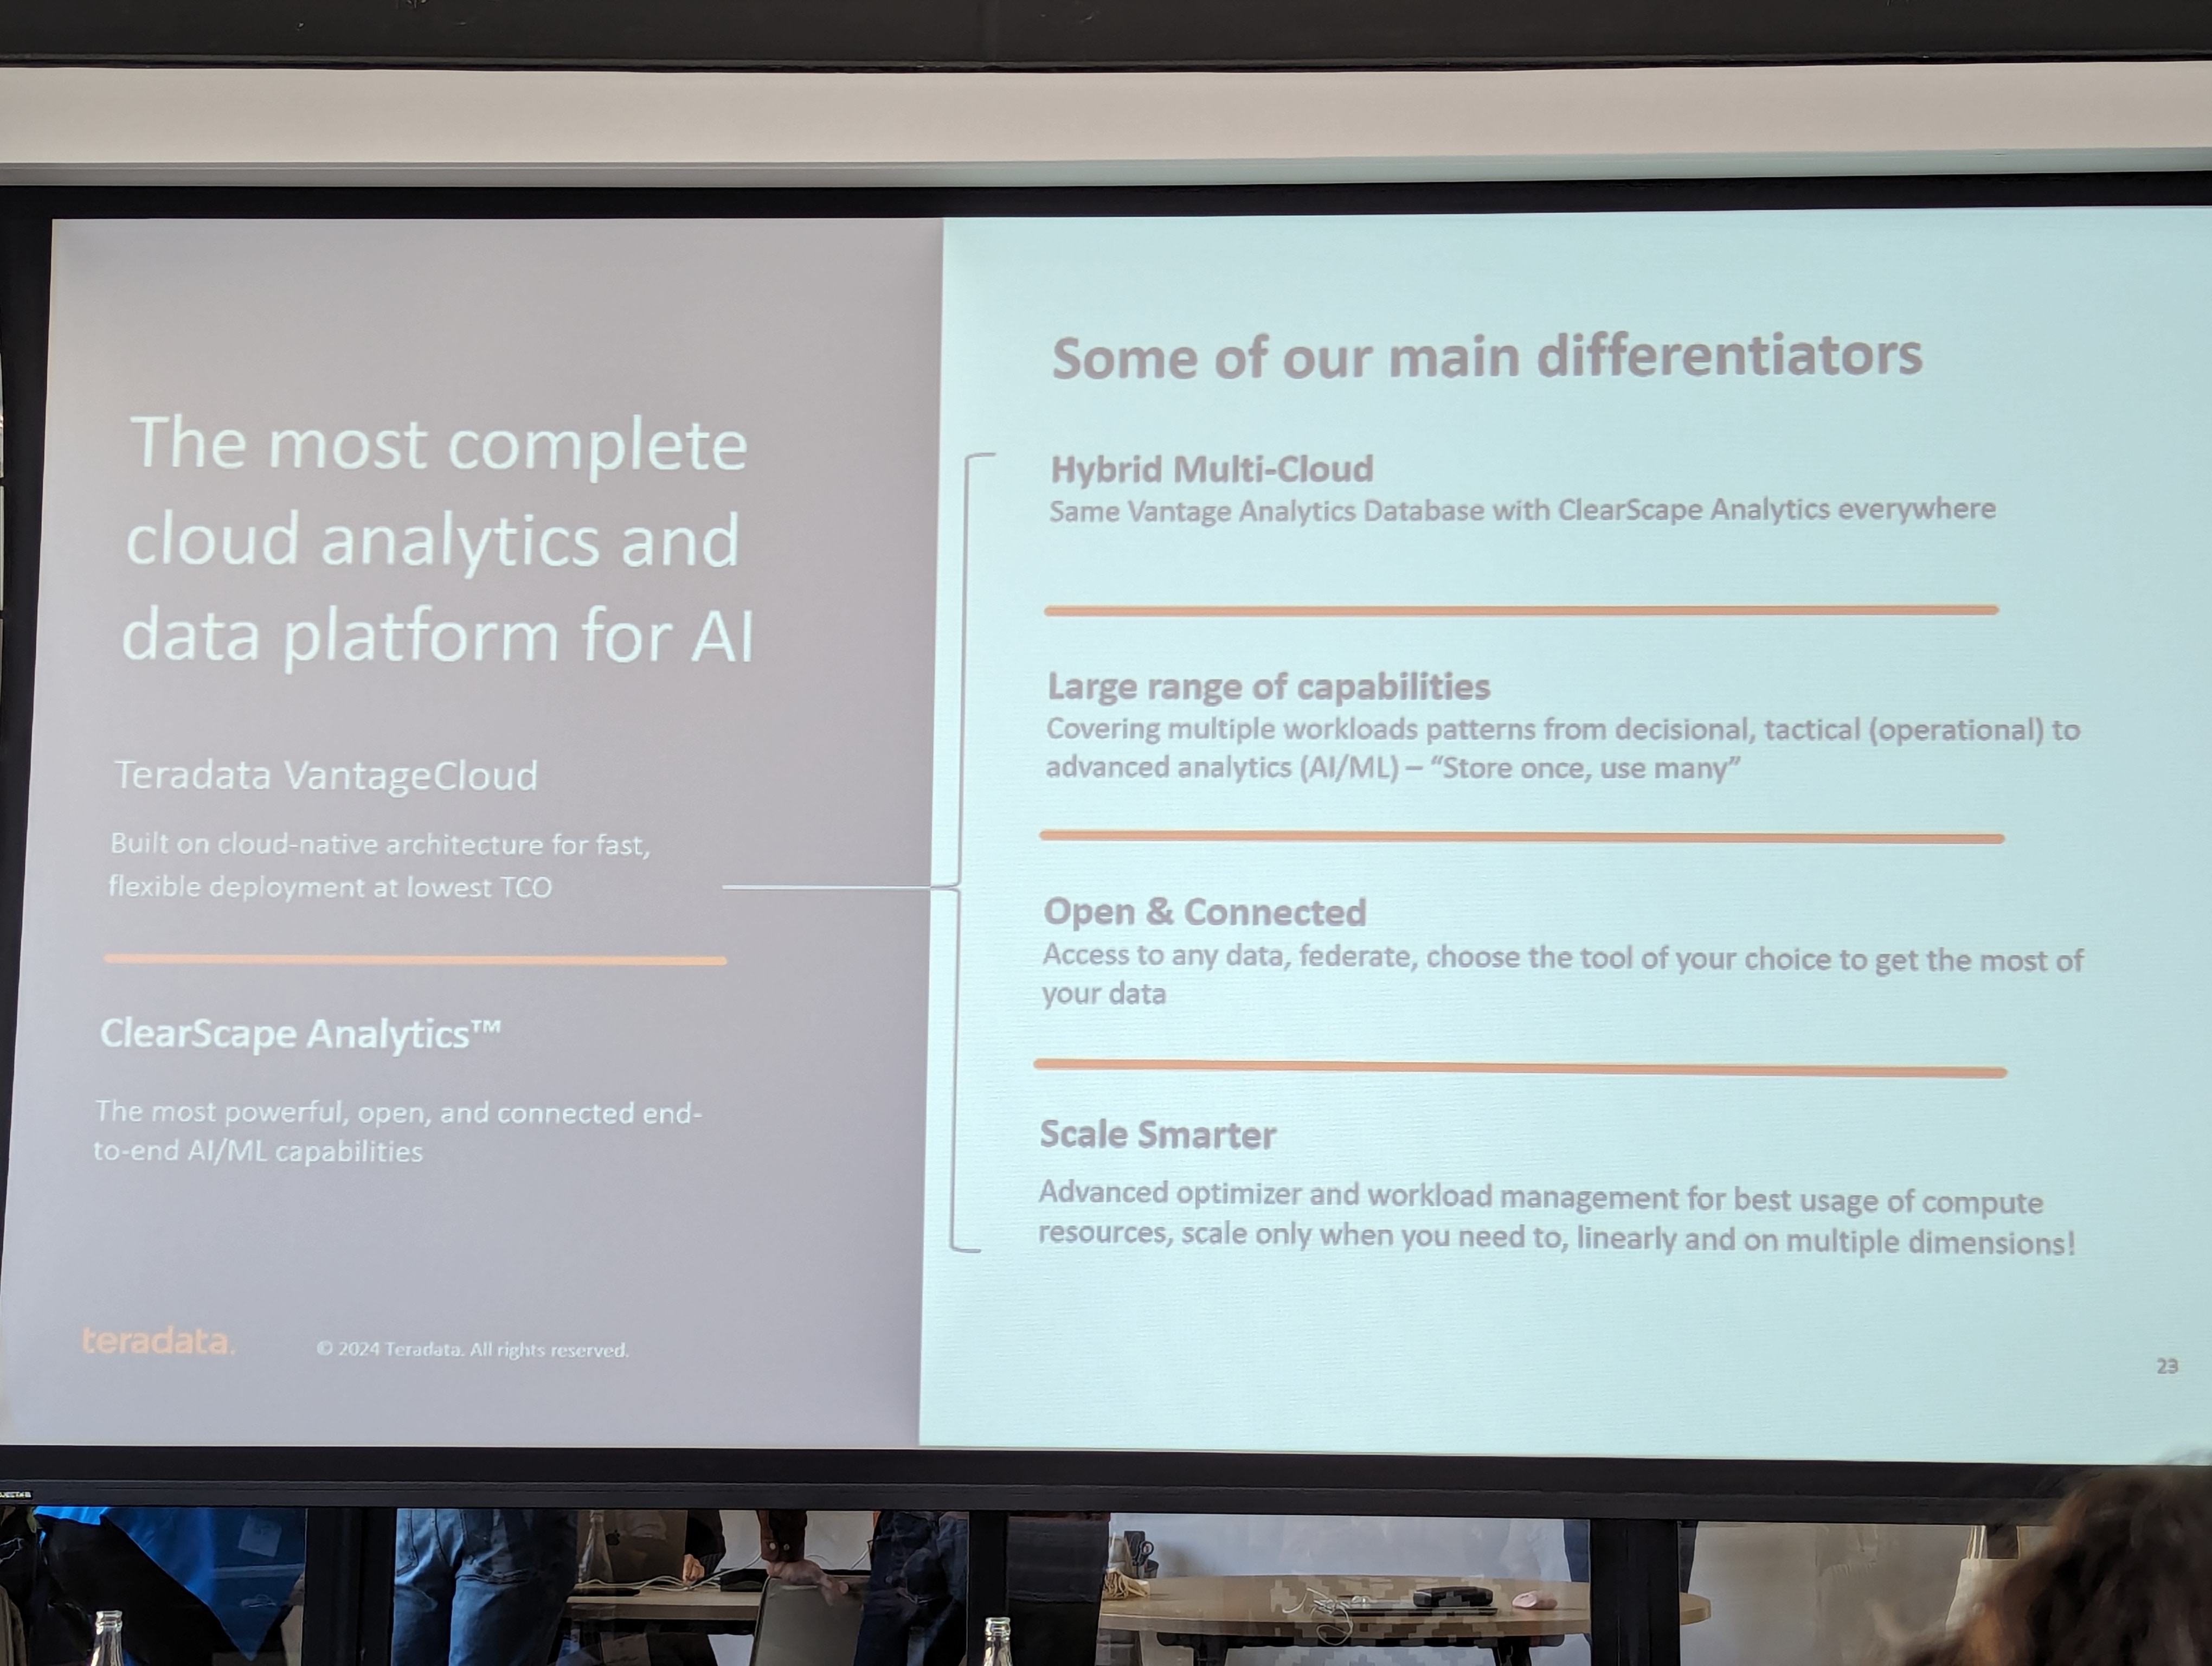 The most complete
cloud analytics and
data platform for AI
Teradata VantageCloud
Built on cloud-native architecture for fast,
flexible deployment at lowest TCO
ClearScape Analytics™
The most powerful, open, and connected end-
to-end AI/ML capabilities
teradata.
© 2024 Teradata. All rights reserved.
Some of our main differentiators
Hybrid Multi-Cloud
Same Vantage Analytics Database with ClearScape Analytics everywhere
Large range of capabilities
Covering multiple workloads patterns from decisional, tactical (operational) to
advanced analytics (AI/ML) – “Store once, use many”
Open & Connected
Access to any data, federate, choose the tool of your choice to get the most of
your data
Scale Smarter
Advanced optimizer and workload management for best usage of compute
resources, scale only when you need to, linearly and on multiple dimensions!
23